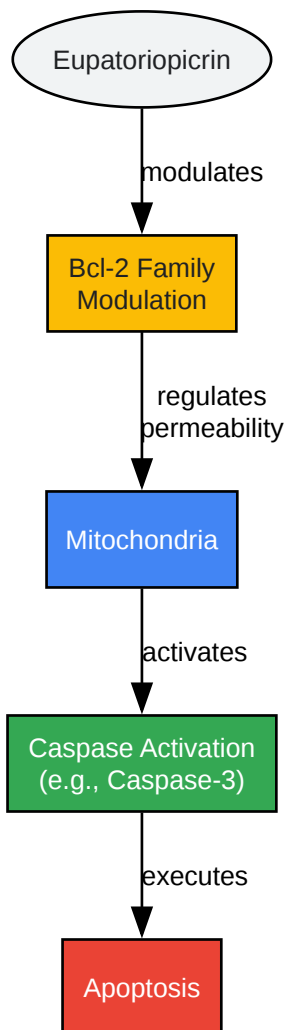 Eupatoriopicrin
modulates
Bcl-2 Family
Modulation
regulates
permeability
Mitochondria
activates
Caspase Activation
(e.g., Caspase-3)
executes
Apoptosis